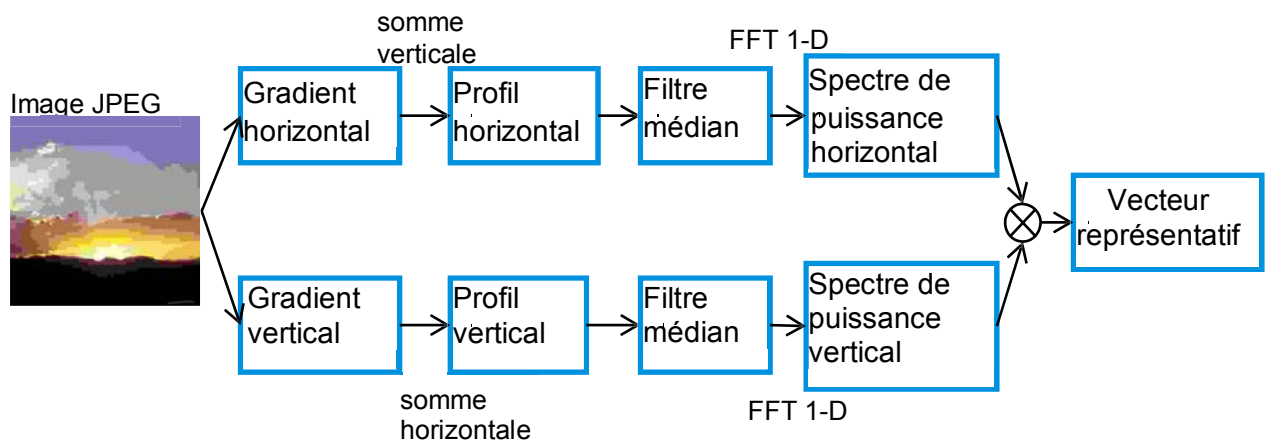 somme
verticale
FFT 1-D
Image JPEG
Gradient
horizontal
Profil
horizontal
Filtre
médian
Spectre de
puissance
horizontal
Vecteur
représentatif
Gradient
vertical
Profil
vertical
Filtre
médian
Spectre de
puissance
vertical
somme
horizontale
FFT 1-D